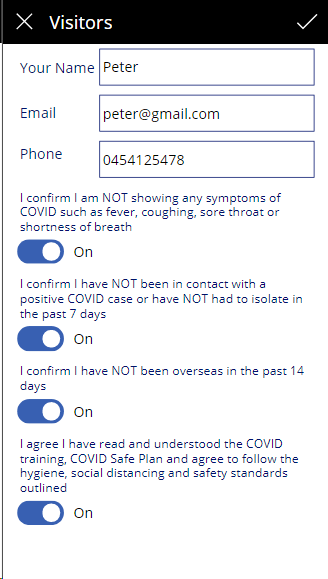 Visitors
Your Name Peter
Email peter@gmail.com
Phone 0454125478
I confirm I am NOT showing any symptoms of
COVID such as fever, coughing, sore throat or
shortness of breath
On
I confirm I have NOT been in contact with a
positive COVID case or have NOT had to isolate in
the past 7 days
On
I confirm I have NOT been overseas in the past 14
days
On
I agree I have read and understood the COVID
training, COVID Safe Plan and agree to follow the
hygiene, social distancing and safety standards
outlined
On